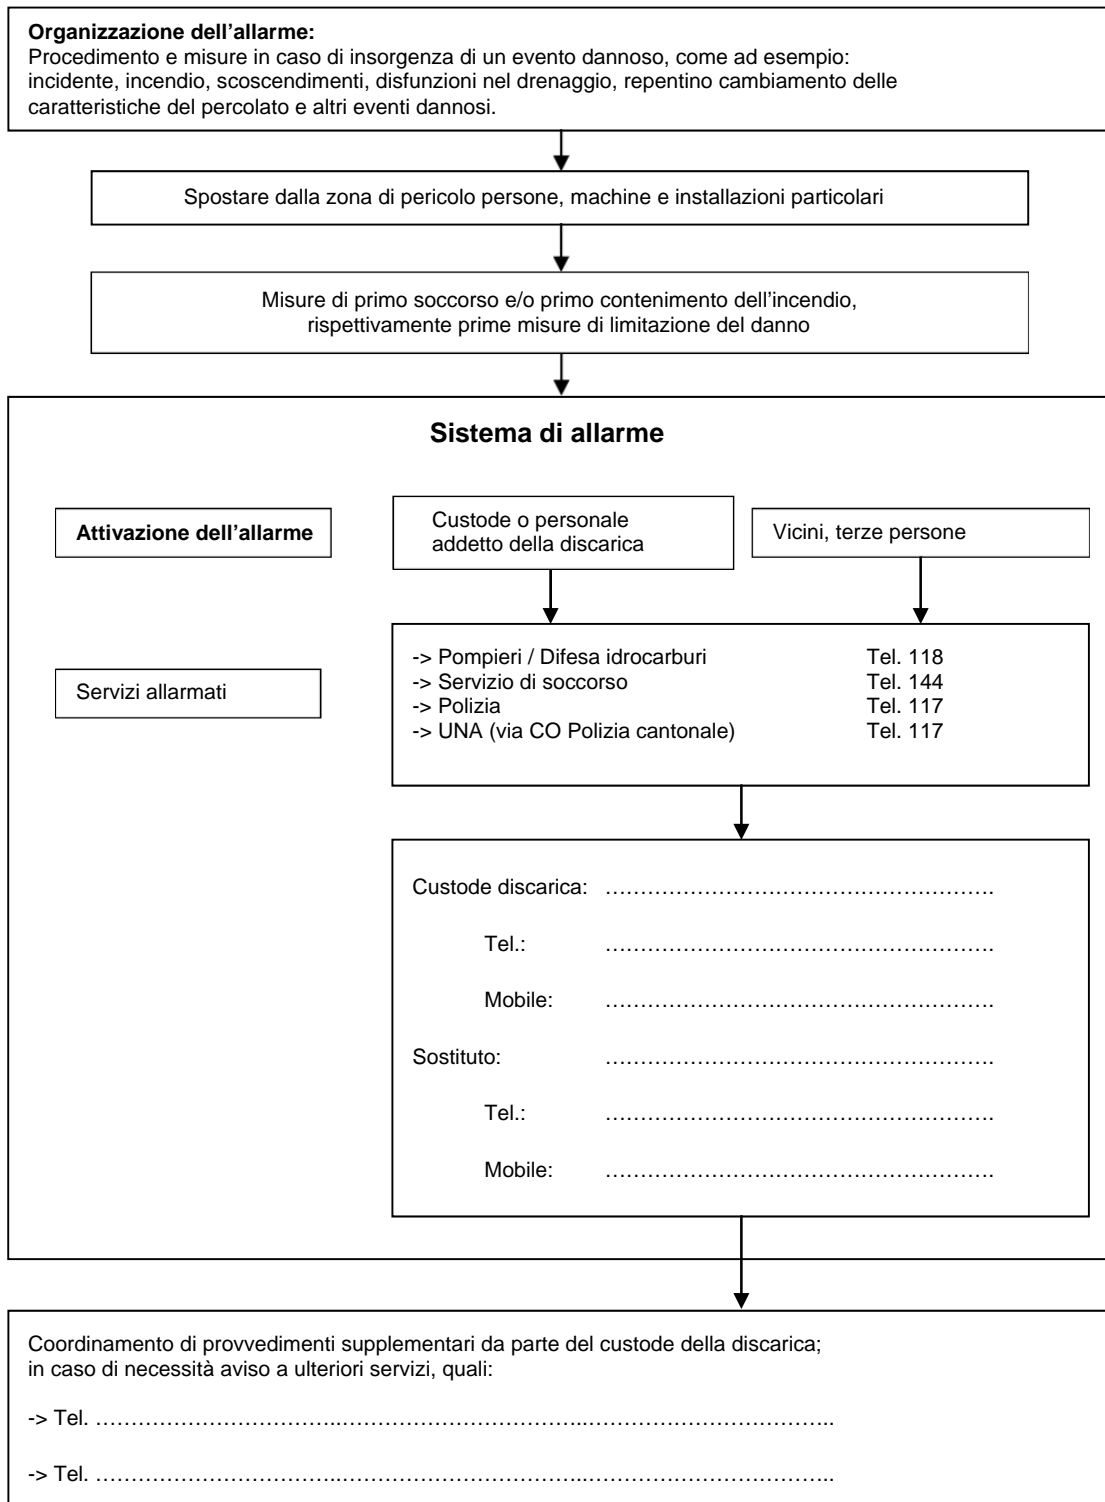 Organizzazione dell’allarme:
Procedimento e misure in caso di insorgenza di un evento dannoso, come ad esempio:
incidente, incendio, scoscendimenti, disfunzioni nel drenaggio, repentino cambiamento delle
caratteristiche del percolato e altri eventi dannosi.
Spostare dalla zona di pericolo persone, machine e installazioni particolari
Misure di primo soccorso e/o primo contenimento dell’incendio,
rispettivamente prime misure di limitazione del danno
Sistema di allarme
Attivazione dell’allarme
Custode o personale
addetto della discarica
Vicini, terze persone
Servizi allarmati
-> Pompieri / Difesa idrocarburi Tel. 118
-> Servizio di soccorso Tel. 144
-> Polizia Tel. 117
-> UNA (via CO Polizia cantonale) Tel. 117
Custode discarica: ……………………………………………….
Tel.: ……………………………………………….
Mobile: ……………………………………………….
Sostituto: ……………………………………………….
Tel.: ……………………………………………….
Mobile: ……………………………………………….
Coordinamento di provvedimenti supplementari da parte del custode della discarica;
in caso di necessità aviso a ulteriori servizi, quali:
-> Tel. ……………………………..……………………………..……………………………..
-> Tel. ……………………………..……………………………..……………………………..